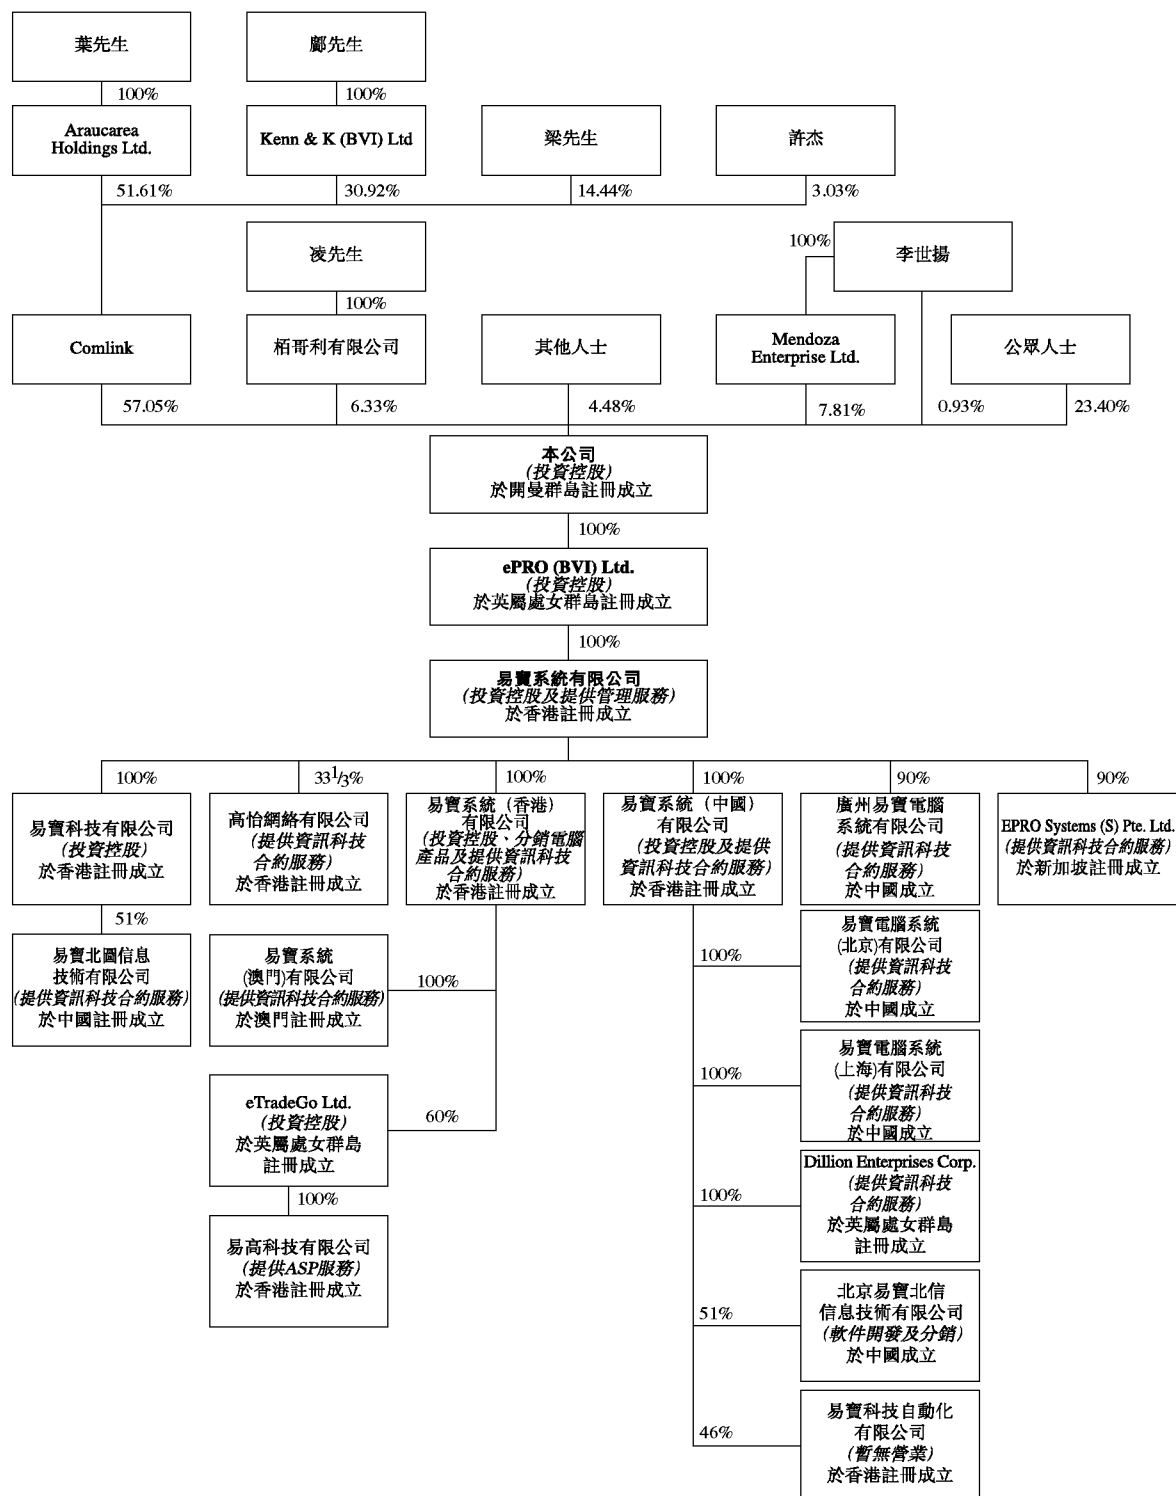 葉先生
鄺先生
100%
100%
Araucarea
Holdings Ltd.
Kenn & K (BVI) Ltd
梁先生
許杰
51.61%
30.92%
14.44%
3.03%
凌先生
100%
李世揚
100%
Comlink
栢哥利有限公司
其他人士
Mendoza
Enterprise Ltd.
公眾人士
57.05%
6.33%
4.48%
7.81%
0.93%
23.40%
本公司
(投資控股)
於開曼群島註冊成立
100%
ePRO (BVI) Ltd.
(投資控股)
於英屬處女群島註冊成立
100%
易寶系統有限公司
(投資控股及提供管理服務)
於香港註冊成立
100%
33 1/3%
100%
100%
90%
90%
易寶科技有限公司
(投資控股)
於香港註冊成立
高怡網絡有限公司
(提供資訊科技
合約服務)
於香港註冊成立
易寶系統(香港)
有限公司
(投資控股、分銷電腦
產品及提供資訊科技
合約服務)
於香港註冊成立
易寶系統(中國)
有限公司
(投資控股及提供
資訊科技合約服務)
於香港註冊成立
廣州易寶電腦
系統有限公司
(提供資訊科技
合約服務)
於中國成立
EPRO Systems (S) Pte. Ltd.
(提供資訊科技合約服務)
於新加坡註冊成立
51%
易寶北圖信息
技術有限公司
(提供資訊科技合約服務)
於中國註冊成立
易寶系統
(澳門)有限公司
(提供資訊科技合約服務)
於澳門註冊成立
100%
100%
易寶電腦系統
(北京)有限公司
(提供資訊科技
合約服務)
於中國成立
100%
易寶電腦系統
(上海)有限公司
(提供資訊科技
合約服務)
於中國成立
eTradeGo Ltd.
(投資控股)
於英屬處女群島
註冊成立
60%
100%
Dillion Enterprises Corp.
(提供資訊科技
合約服務)
於英屬處女群島
註冊成立
100%
易高科技有限公司
(提供ASP服務)
於香港註冊成立
51%
北京易寶北信
信息技術有限公司
(軟件開發及分銷)
於中國成立
46%
易寶科技自動化
有限公司
(暫無營業)
於香港註冊成立